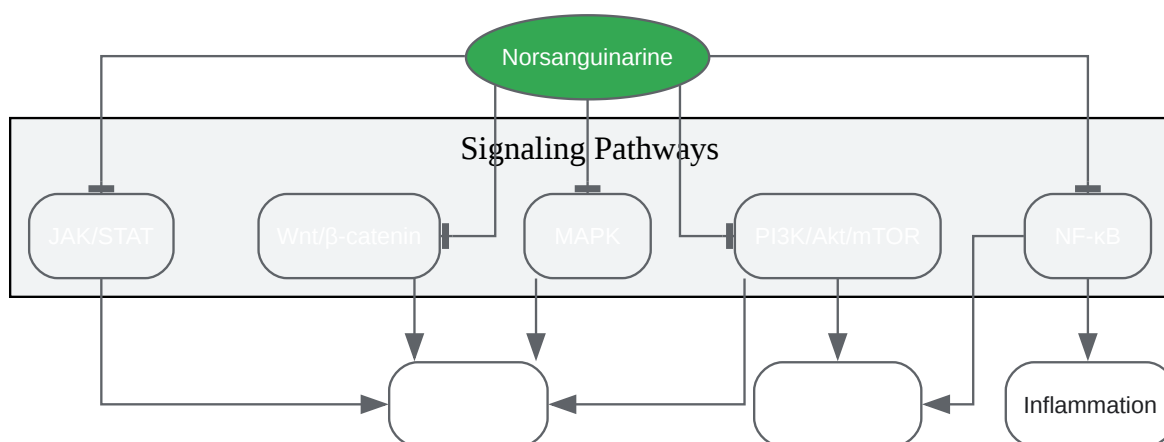 Norsanguinarine
Signaling Pathways
JAK/STAT
Wnt/β-catenin
MAPK
PI3K/Akt/mTOR
NF-κB
Inflammation